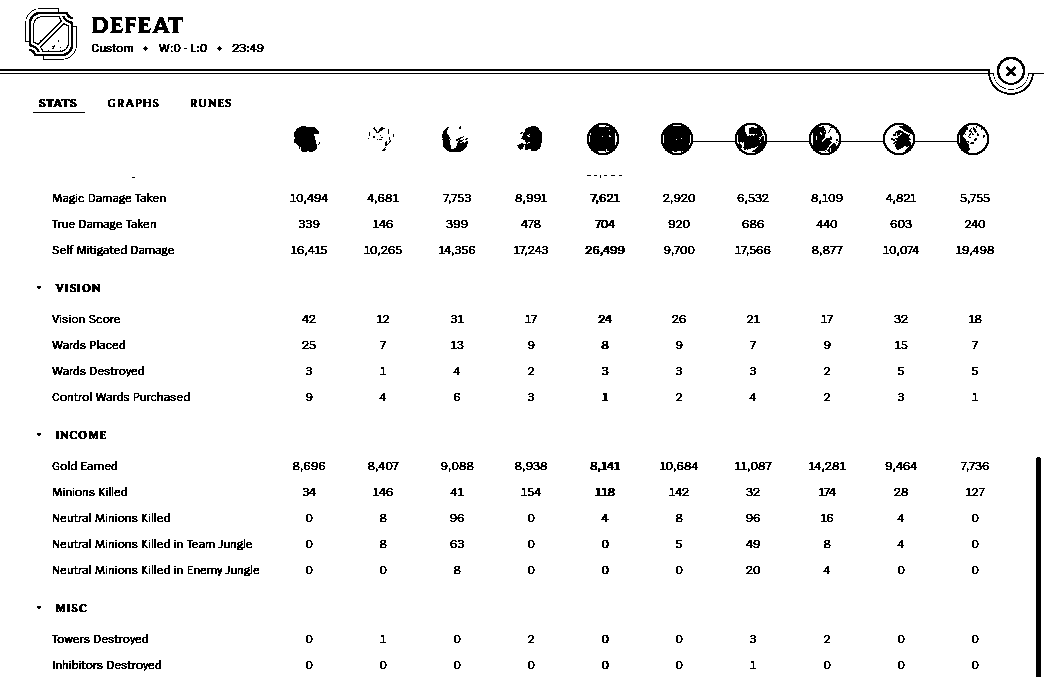 DEFEAT
Custom • W:0 - L:0 • 23:49
STATS GRAPHS RUNES
Magic Damage Taken 10,494 4,681 7,753 8,991 7,621 2,920 6,532 8,109 4,821 5,755
True Damage Taken 339 146 399 478 704 920 686 440 603 240
Self Mitigated Damage 16,415 10,265 14,356 17,243 26,499 9,700 17,566 8,877 10,074 19,498
VISION
Vision Score 42 12 31 17 24 26 21 17 32 18
Wards Placed 25 7 13 9 8 9 7 9 15 7
Wards Destroyed 3 1 4 2 3 3 3 2 5 5
Control Wards Purchased 9 4 6 3 1 2 4 2 3 1
INCOME
Gold Earned 8,696 8,407 9,088 8,938 8,141 10,684 11,087 14,281 9,464 7,736
Minions Killed 34 146 41 154 118 142 32 174 28 127
Neutral Minions Killed 0 8 96 0 4 8 96 16 4 0
Neutral Minions Killed in Team Jungle 0 8 63 0 0 5 49 8 4 0
Neutral Minions Killed in Enemy Jungle 0 0 8 0 0 0 20 4 0 0
MISC
Towers Destroyed 0 1 0 2 0 0 3 2 0 0
Inhibitors Destroyed 0 0 0 0 0 0 1 0 0 0